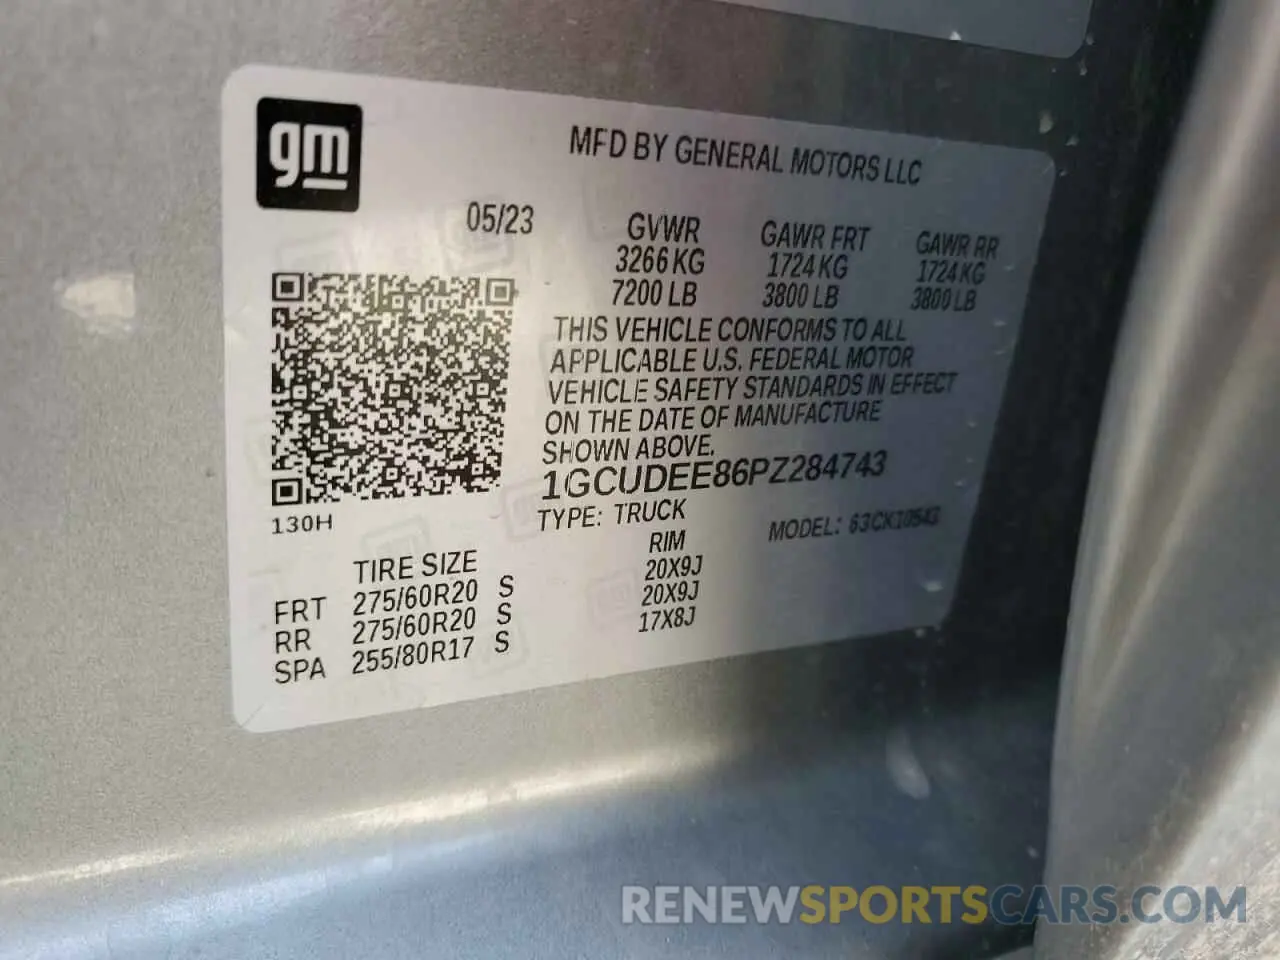 gm
MFD BY GENERAL MOTORS LLC
05/23
GVWR GAWR FRT GAWR RR
3266 KG 1724 KG 1724 KG
7200 LB 3800 LB 3800 LB
THIS VEHICLE CONFORMS TO ALL
APPLICABLE U.S. FEDERAL MOTOR
VEHICLE SAFETY STANDARDS IN EFFECT
ON THE DATE OF MANUFACTURE
SHOWN ABOVE.
1GCUDEE86PZ284743
130H
TYPE: TRUCK MODEL: 63CK10543
TIRE SIZE RIM
FRT 275/60R20 S 20X9J
RR 275/60R20 S 20X9J
SPA 255/80R17 S 17X8J
RENEWSPORTSCARS.COM